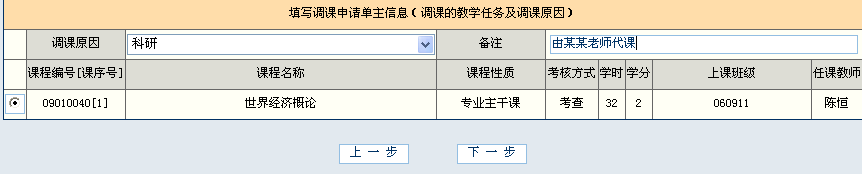 填写调课申请单主信息(调课的教学任务及调课原因)
调课原因 科研 备注 由某某老师代课
课程编号[课序号] 课程名称 课程性质 考核方式 学时 学分 上课班级 任课教师
09010040[1] 世界经济概论 专业主干课 考查 32 2 060911 陈恒
上一步 下一步